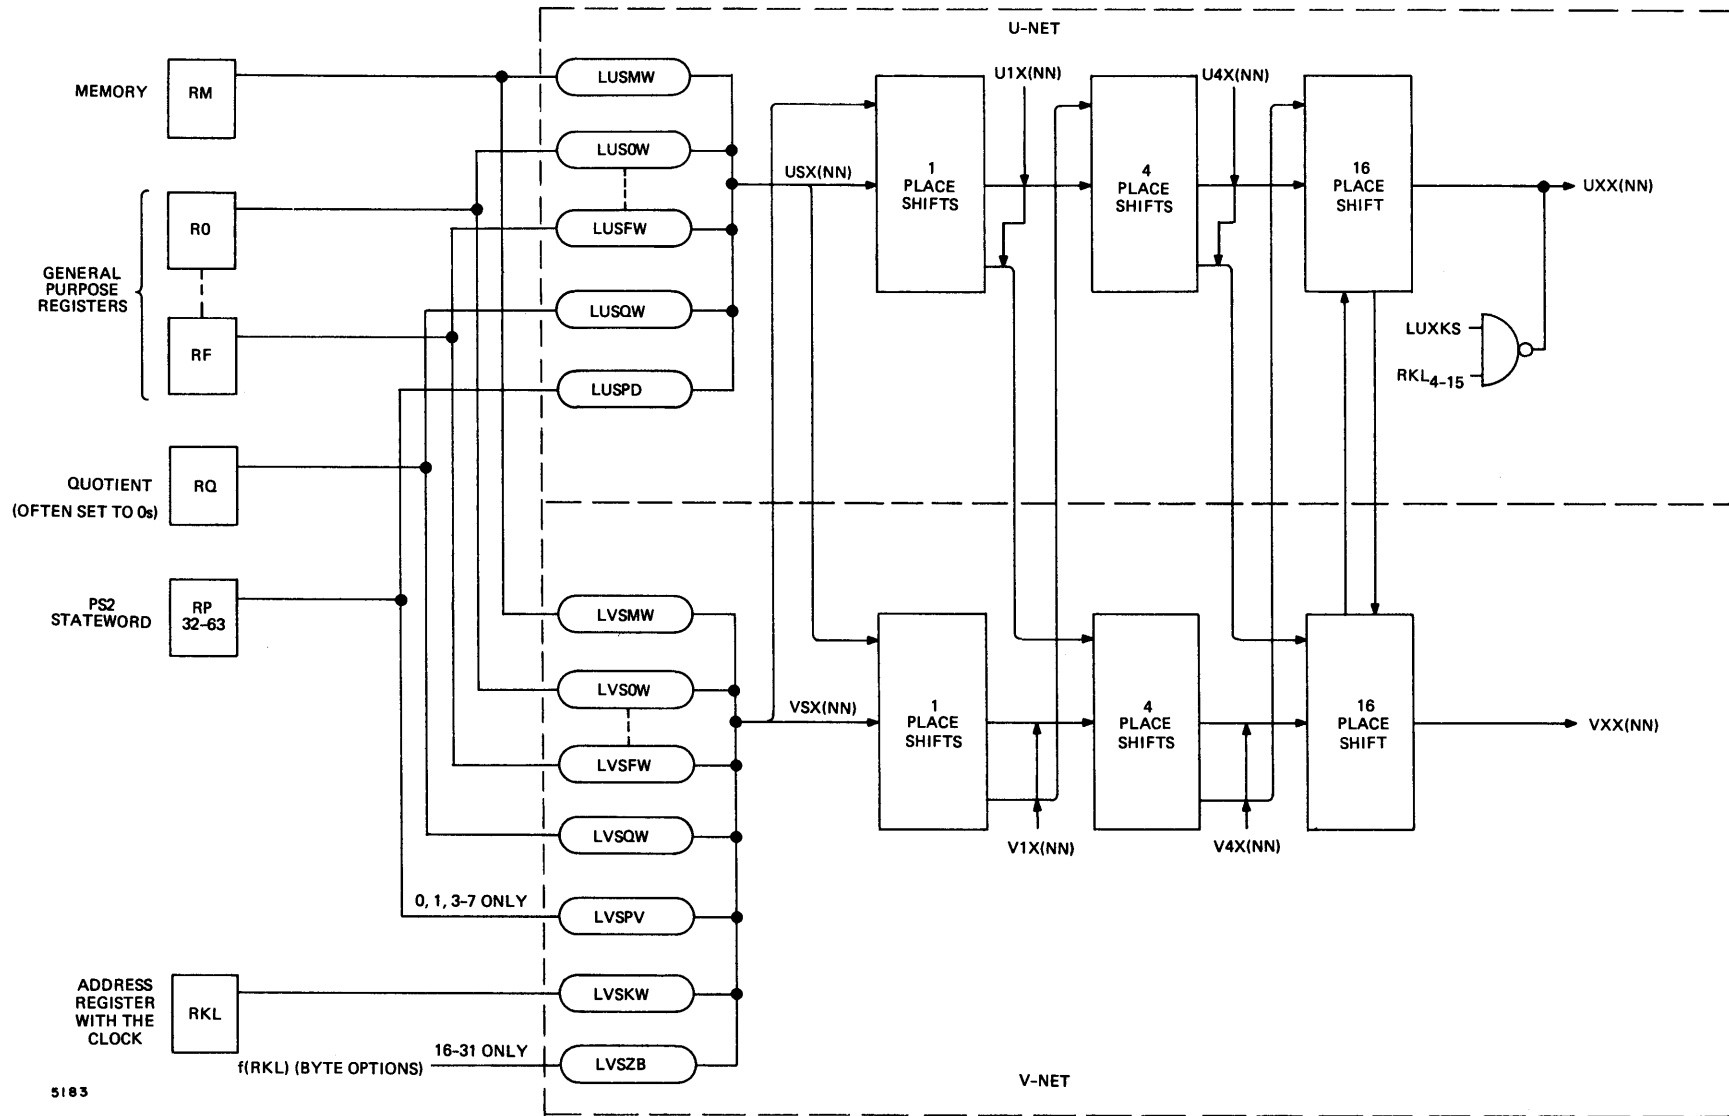 U-NET
MEMORY
RM
LUSMW
U1X(NN)
U4X(NN)
LUS0W
USX(NN)
1
PLACE
SHIFTS
4
PLACE
SHIFTS
16
PLACE
SHIFT
UXX(NN)
GENERAL
PURPOSE
REGISTERS
R0
LUSFW
RF
LUSQW
LUXKS
RKL4-15
LUSPD
QUOTIENT
(OFTEN SET TO 0s)
RQ
PS2
STATEWORD
RP
32-63
LVSMW
LVS0W
VSX(NN)
1
PLACE
SHIFTS
4
PLACE
SHIFTS
16
PLACE
SHIFT
VXX(NN)
LVSFW
LVSQW
V1X(NN)
V4X(NN)
0, 1, 3-7 ONLY
LVSPV
ADDRESS
REGISTER
WITH THE
CLOCK
RKL
LVSKW
16-31 ONLY
f(RKL) (BYTE OPTIONS)
LVSZB
V-NET
5183